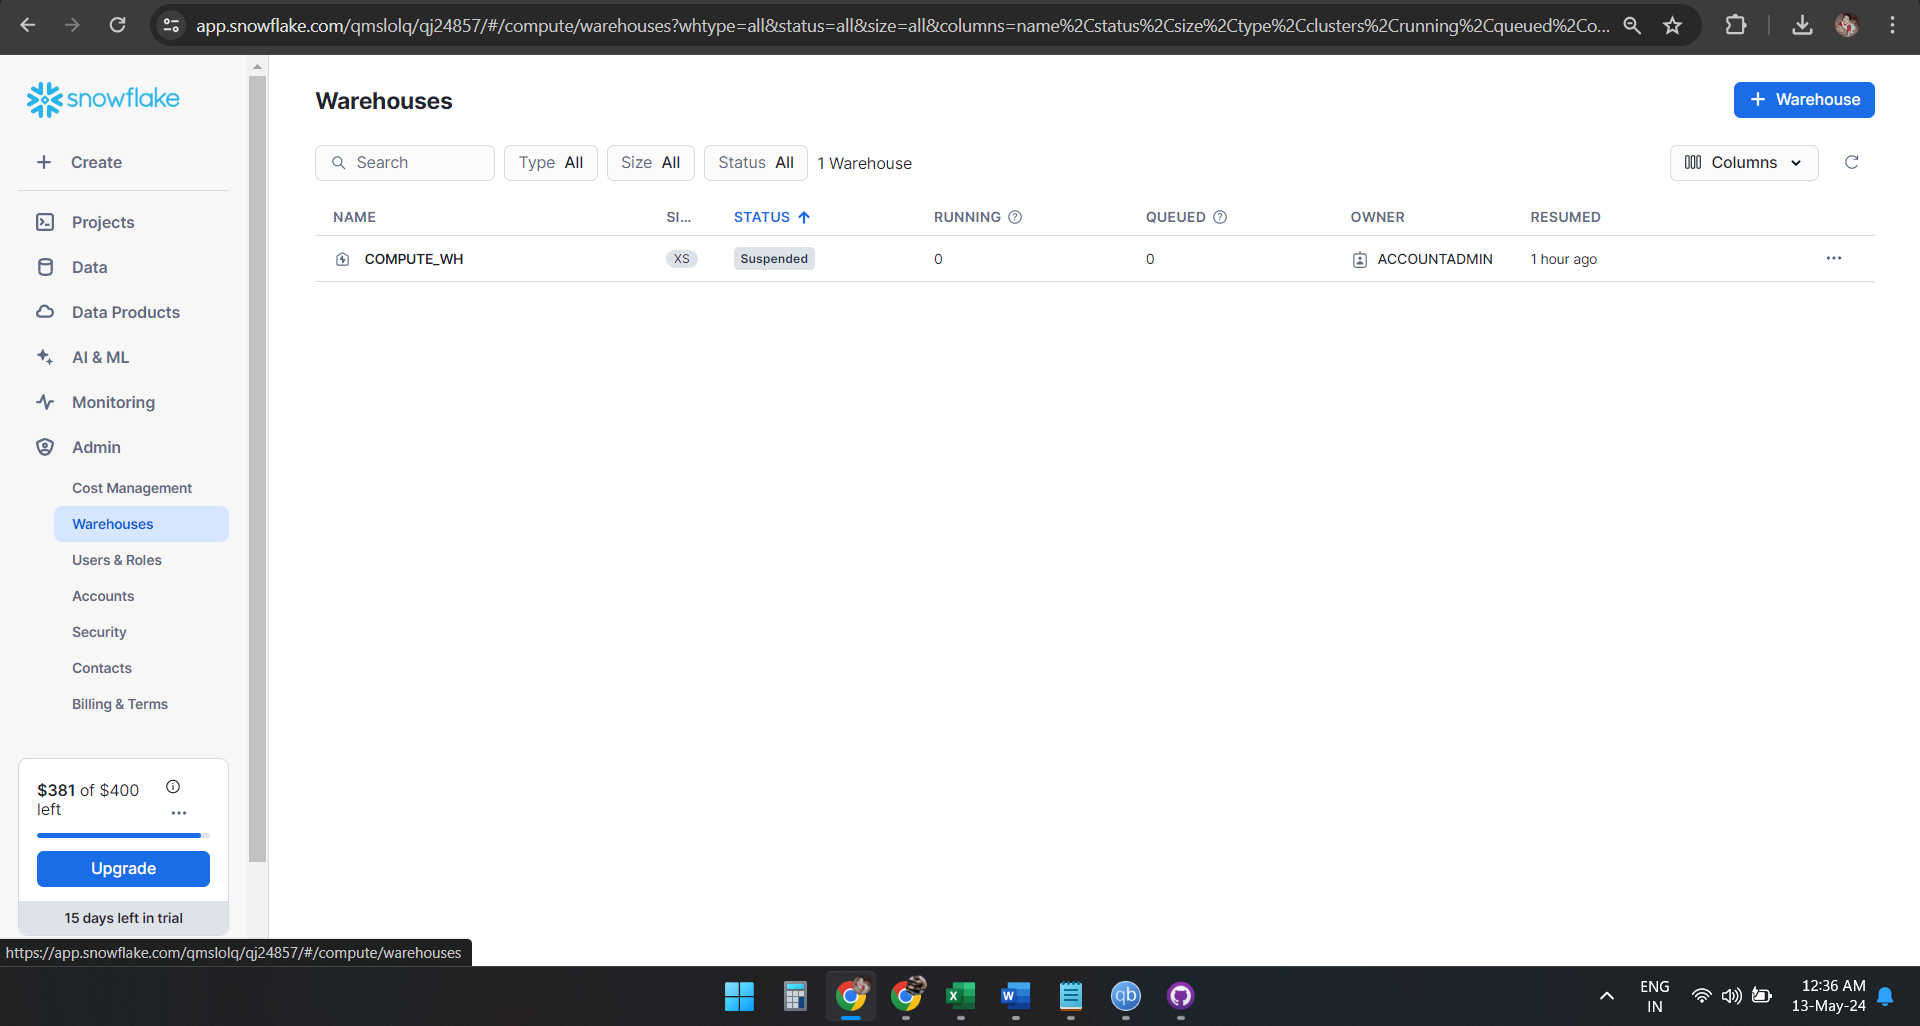 app.snowflake.com/qmslolq/qj24857/#/compute/warehouses?whtype=all&status=all&size=all&columns=name%2Cstatus%2Csize%2Ctype%2Cclusters%2Crunning%2Cqueued%2Co...
snowflake
Create
Projects
Data
Data Products
AI & ML
Monitoring
Admin
Cost Management
Warehouses
Users & Roles
Accounts
Security
Contacts
Billing & Terms
$381 of $400
left
Upgrade
15 days left in trial
https://app.snowflake.com/qmslolq/qj24857/#/compute/warehouses
Warehouses
+ Warehouse
Search
Type All
Size All
Status All
1 Warehouse
Columns
NAME SI... STATUS RUNNING QUEUED OWNER RESUMED
COMPUTE_WH XS Suspended 0 0 ACCOUNTADMIN 1 hour ago
qb
ENG
IN
12:36 AM
13-May-24